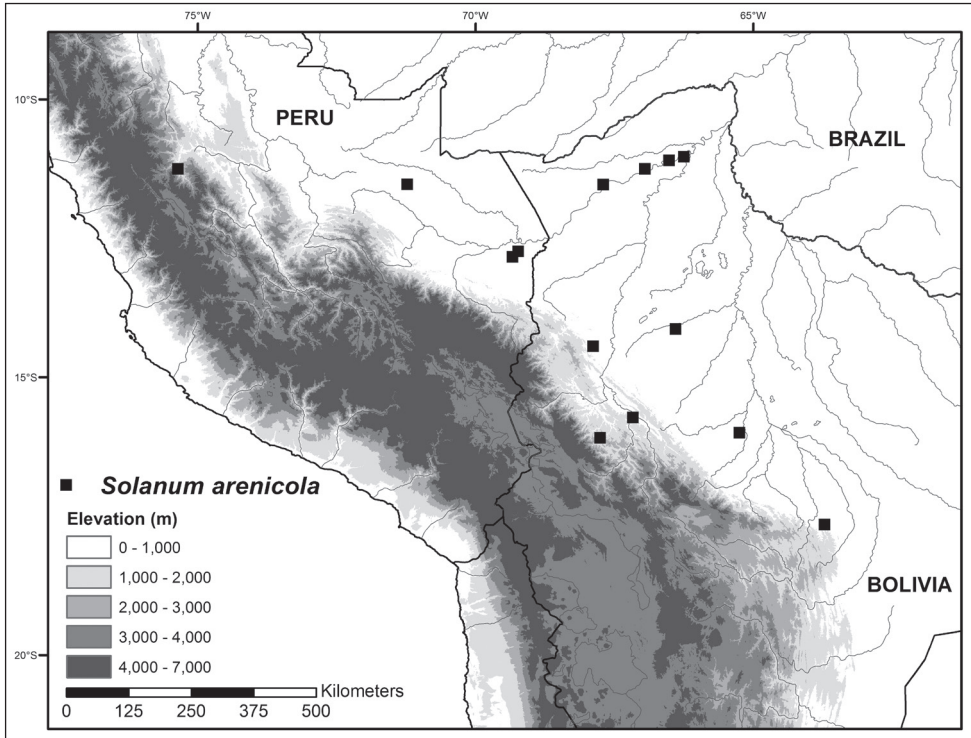 75°W 70°W 65°W
10°S
PERU
BRAZIL
15°S
Solanum arenicola
Elevation (m)
0 - 1,000
1,000 - 2,000
2,000 - 3,000
3,000 - 4,000
4,000 - 7,000
BOLIVIA
20°S
Kilometers
0 125 250 375 500